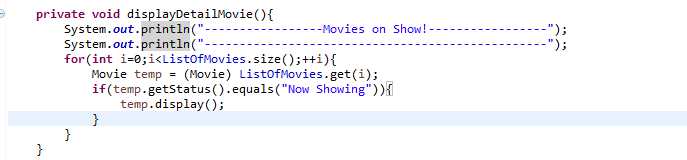 private void displayDetailMovie(){
System.out.println("-----------------Movies on Show!-----------------");
System.out.println("-------------------------------------------------");
for(int i=0;i<ListOfMovies.size();++i){
Movie temp = (Movie) ListOfMovies.get(i);
if(temp.getStatus().equals("Now Showing")){
temp.display();
}
}
}